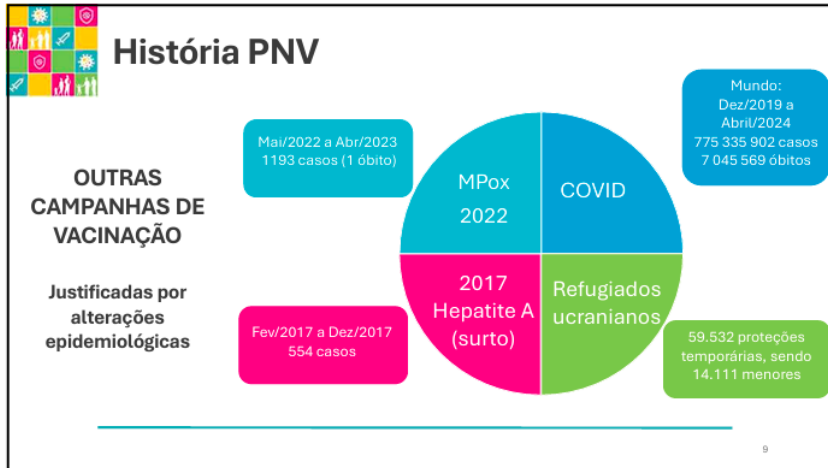 História PNV
OUTRAS
CAMPANHAS DE
VACINAÇÃO
Justificadas por
alterações
epidemiológicas
Mai/2022 a Abr/2023
1193 casos (1 óbito)
MPox
2022
COVID
Mundo:
Dez/2019 a
Abril/2024
775 335 902 casos
7 045 569 óbitos
Fev/2017 a Dez/2017
554 casos
2017
Hepatite A
(surto)
Refugiados
ucranianos
59.532 proteções
temporárias, sendo
14.111 menores
9